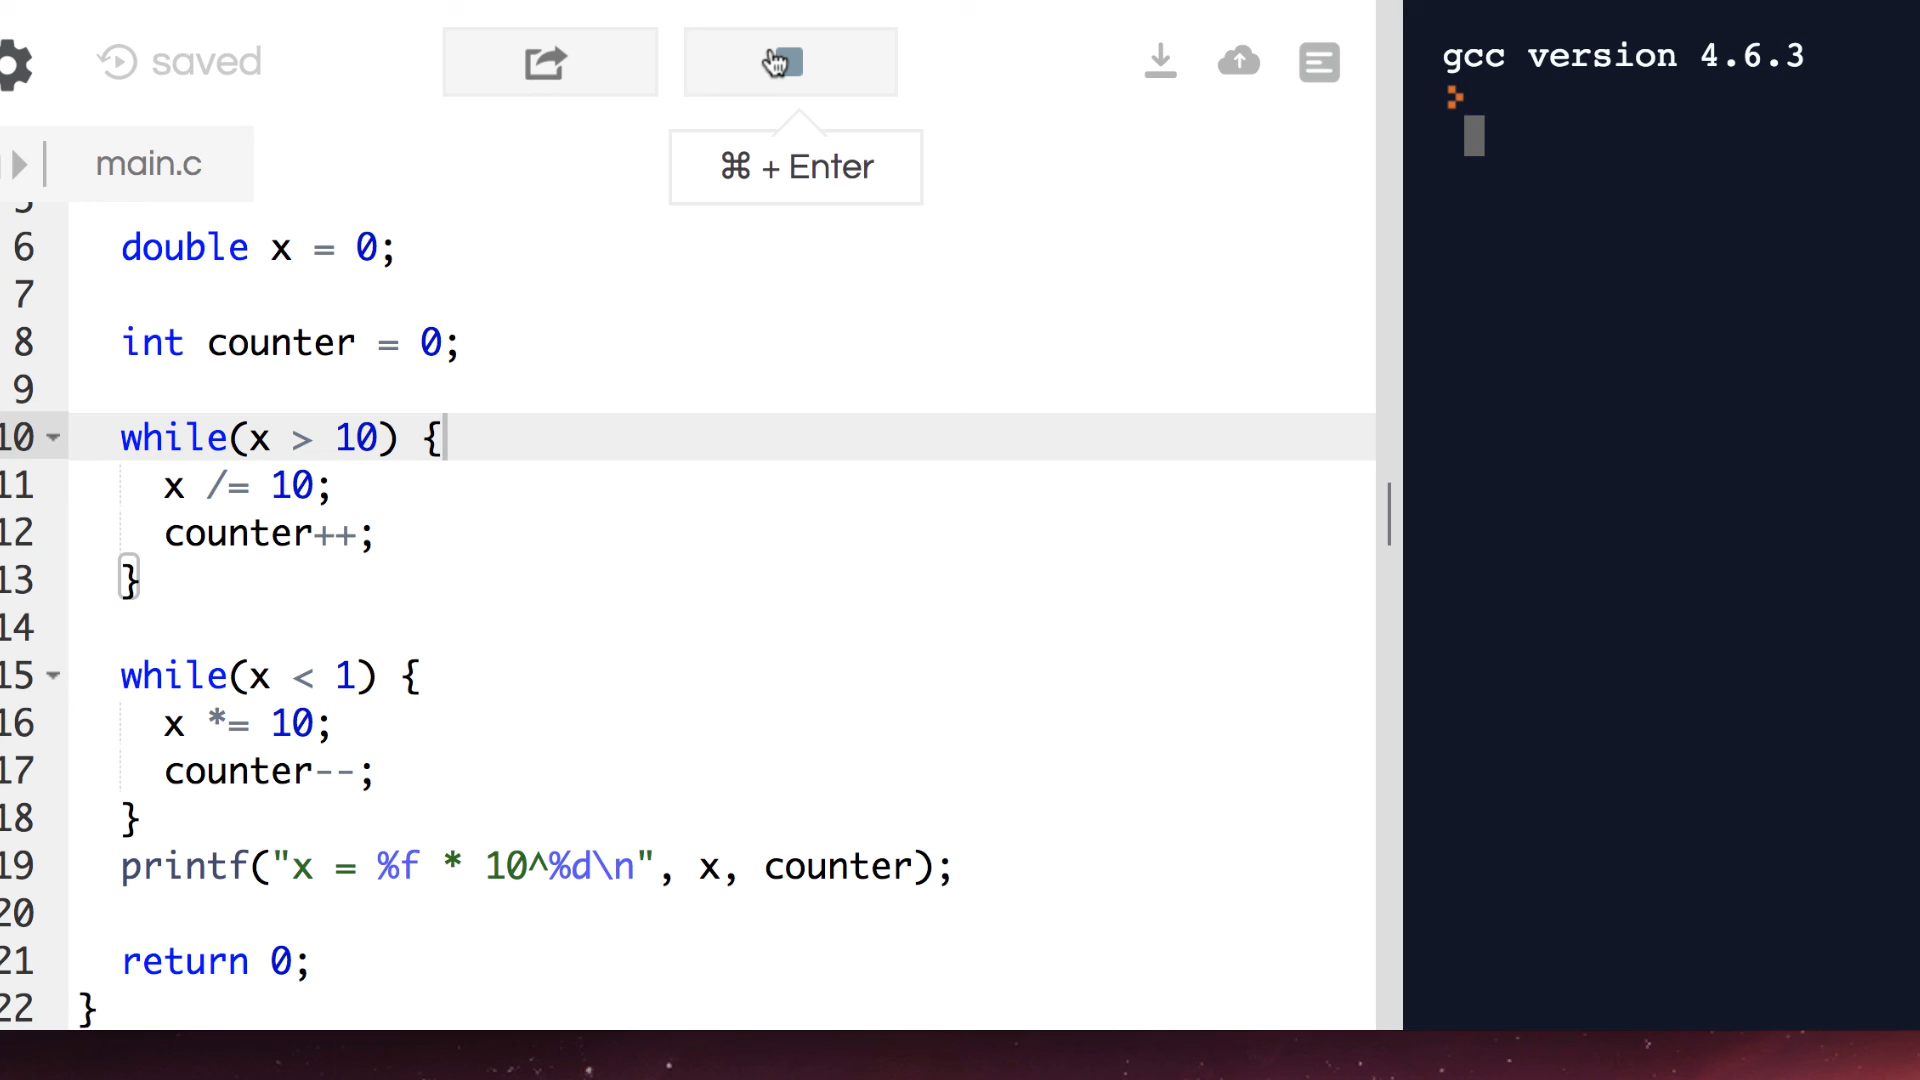 saved
⌘ + Enter
gcc version 4.6.3
main.c
5
6 double x = 0;
7
8 int counter = 0;
9
10 while(x > 10) {
11 x /= 10;
12 counter++;
13 }
14
15 while(x < 1) {
16 x *= 10;
17 counter--;
18 }
19 printf("x = %f * 10^%d\n", x, counter);
20
21 return 0;
22 }